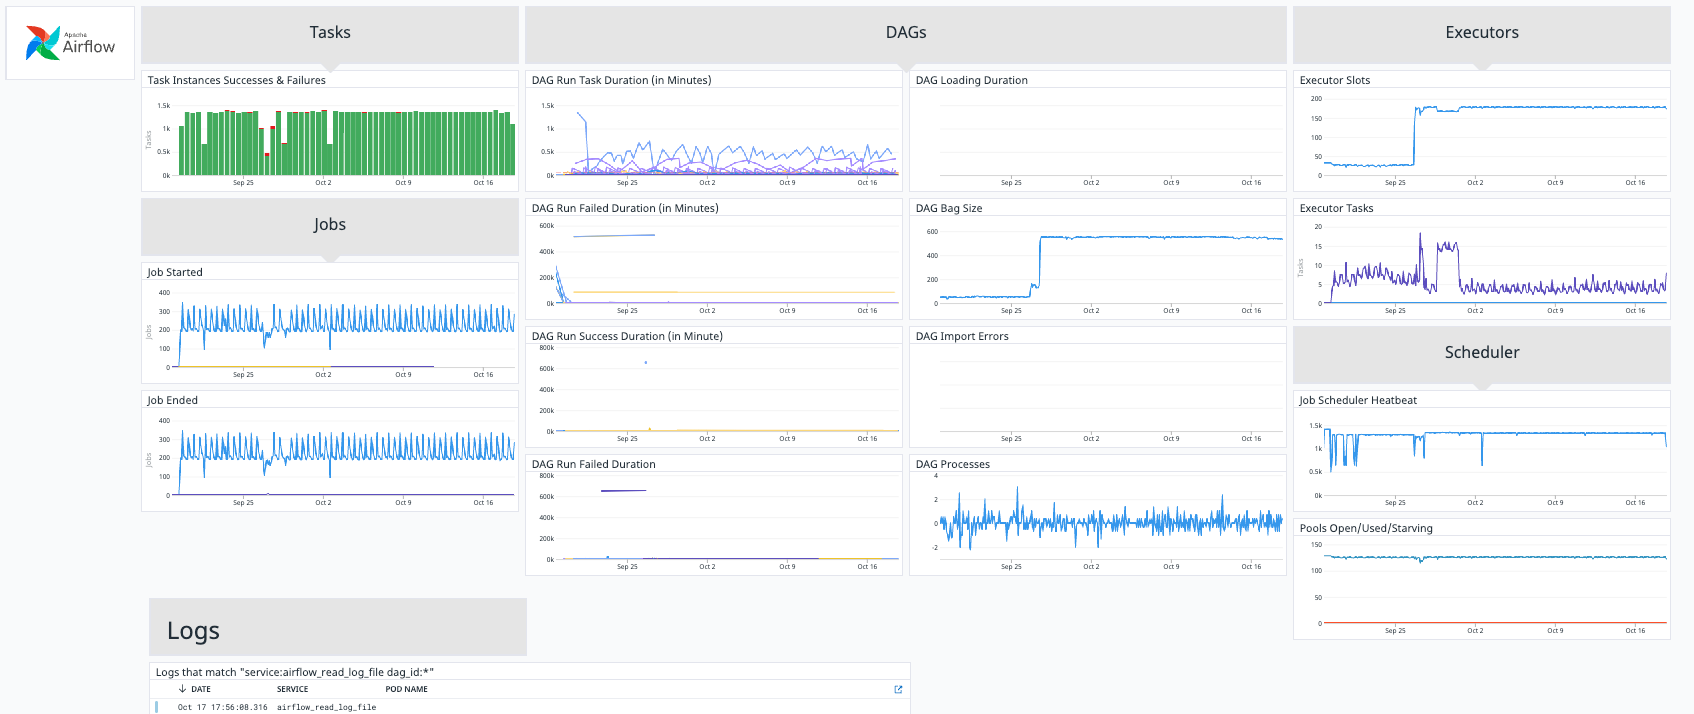 Apache
Airflow
Tasks
Task Instances Successes & Failures
1.5k
1k
0.5k
0k
Tasks
Sep 25
Oct 2
Oct 9
Oct 16
Jobs
Job Started
400
300
200
100
0
Jobs
Sep 25
Oct 2
Oct 9
Oct 16
Job Ended
400
300
200
100
0
Jobs
Sep 25
Oct 2
Oct 9
Oct 16
DAGs
DAG Run Task Duration (in Minutes)
1.5k
1k
0.5k
0k
Sep 25
Oct 2
Oct 9
Oct 16
DAG Run Failed Duration (in Minutes)
600k
400k
200k
0k
Sep 25
Oct 2
Oct 9
Oct 16
DAG Run Success Duration (in Minute)
800k
600k
400k
200k
0k
Sep 25
Oct 2
Oct 9
Oct 16
DAG Run Failed Duration
800k
600k
400k
200k
0k
Sep 25
Oct 2
Oct 9
Oct 16
DAG Loading Duration
Sep 25
Oct 2
Oct 9
Oct 16
DAG Bag Size
600
400
200
0
Sep 25
Oct 2
Oct 9
Oct 16
DAG Import Errors
Sep 25
Oct 2
Oct 9
Oct 16
DAG Processes
4
2
0
-2
Sep 25
Oct 2
Oct 9
Oct 16
Executors
Executor Slots
200
150
100
50
0
Sep 25
Oct 2
Oct 9
Oct 16
Executor Tasks
20
15
10
5
0
Tasks
Sep 25
Oct 2
Oct 9
Oct 16
Scheduler
Job Scheduler Heatbeat
1.5k
1k
0.5k
0k
Sep 25
Oct 2
Oct 9
Oct 16
Pools Open/Used/Starving
150
100
50
0
Sep 25
Oct 2
Oct 9
Oct 16
Logs
Logs that match "service:airflow_read_log_file dag_id:*"
DATE SERVICE POD NAME
Oct 17 17:56:08.316 airflow_read_log_file